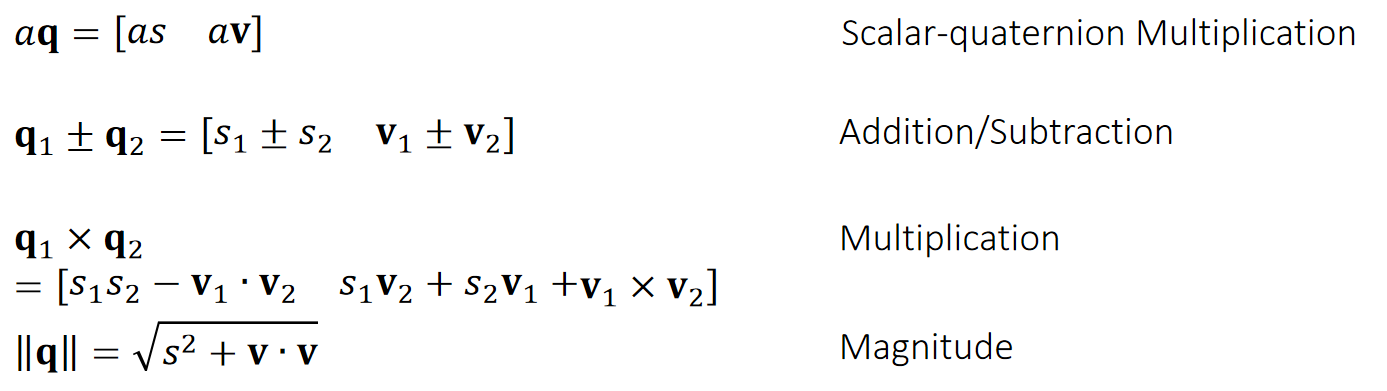 a𝐪 = [as a𝐯] Scalar-quaternion Multiplication
𝐪₁ ± 𝐪₂ = [s₁ ± s₂ 𝐯₁ ± 𝐯₂] Addition/Subtraction
𝐪₁ × 𝐪₂ Multiplication
= [s₁s₂ − 𝐯₁ · 𝐯₂ s₁𝐯₂ + s₂𝐯₁ +𝐯₁ × 𝐯₂]
‖𝐪‖ = √(s² + 𝐯 · 𝐯) Magnitude